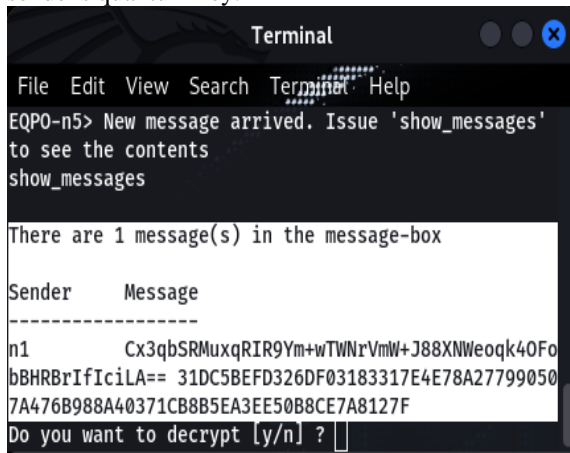 Terminal
File Edit View Search Terminal Help
EQPO-n5> New message arrived. Issue 'show_messages'
to see the contents
show_messages
There are 1 message(s) in the message-box
Sender Message
------------------
n1 Cx3qbSRMuxqRIR9Ym+wTWNrVmW+J88XNWeoqk4OFo
bBHRBrIfIciLA== 31DC5BEFD326DF03183317E4E78A27799050
7A476B988A40371CB8B5EA3EE50B8CE7A8127F
Do you want to decrypt [y/n] ?